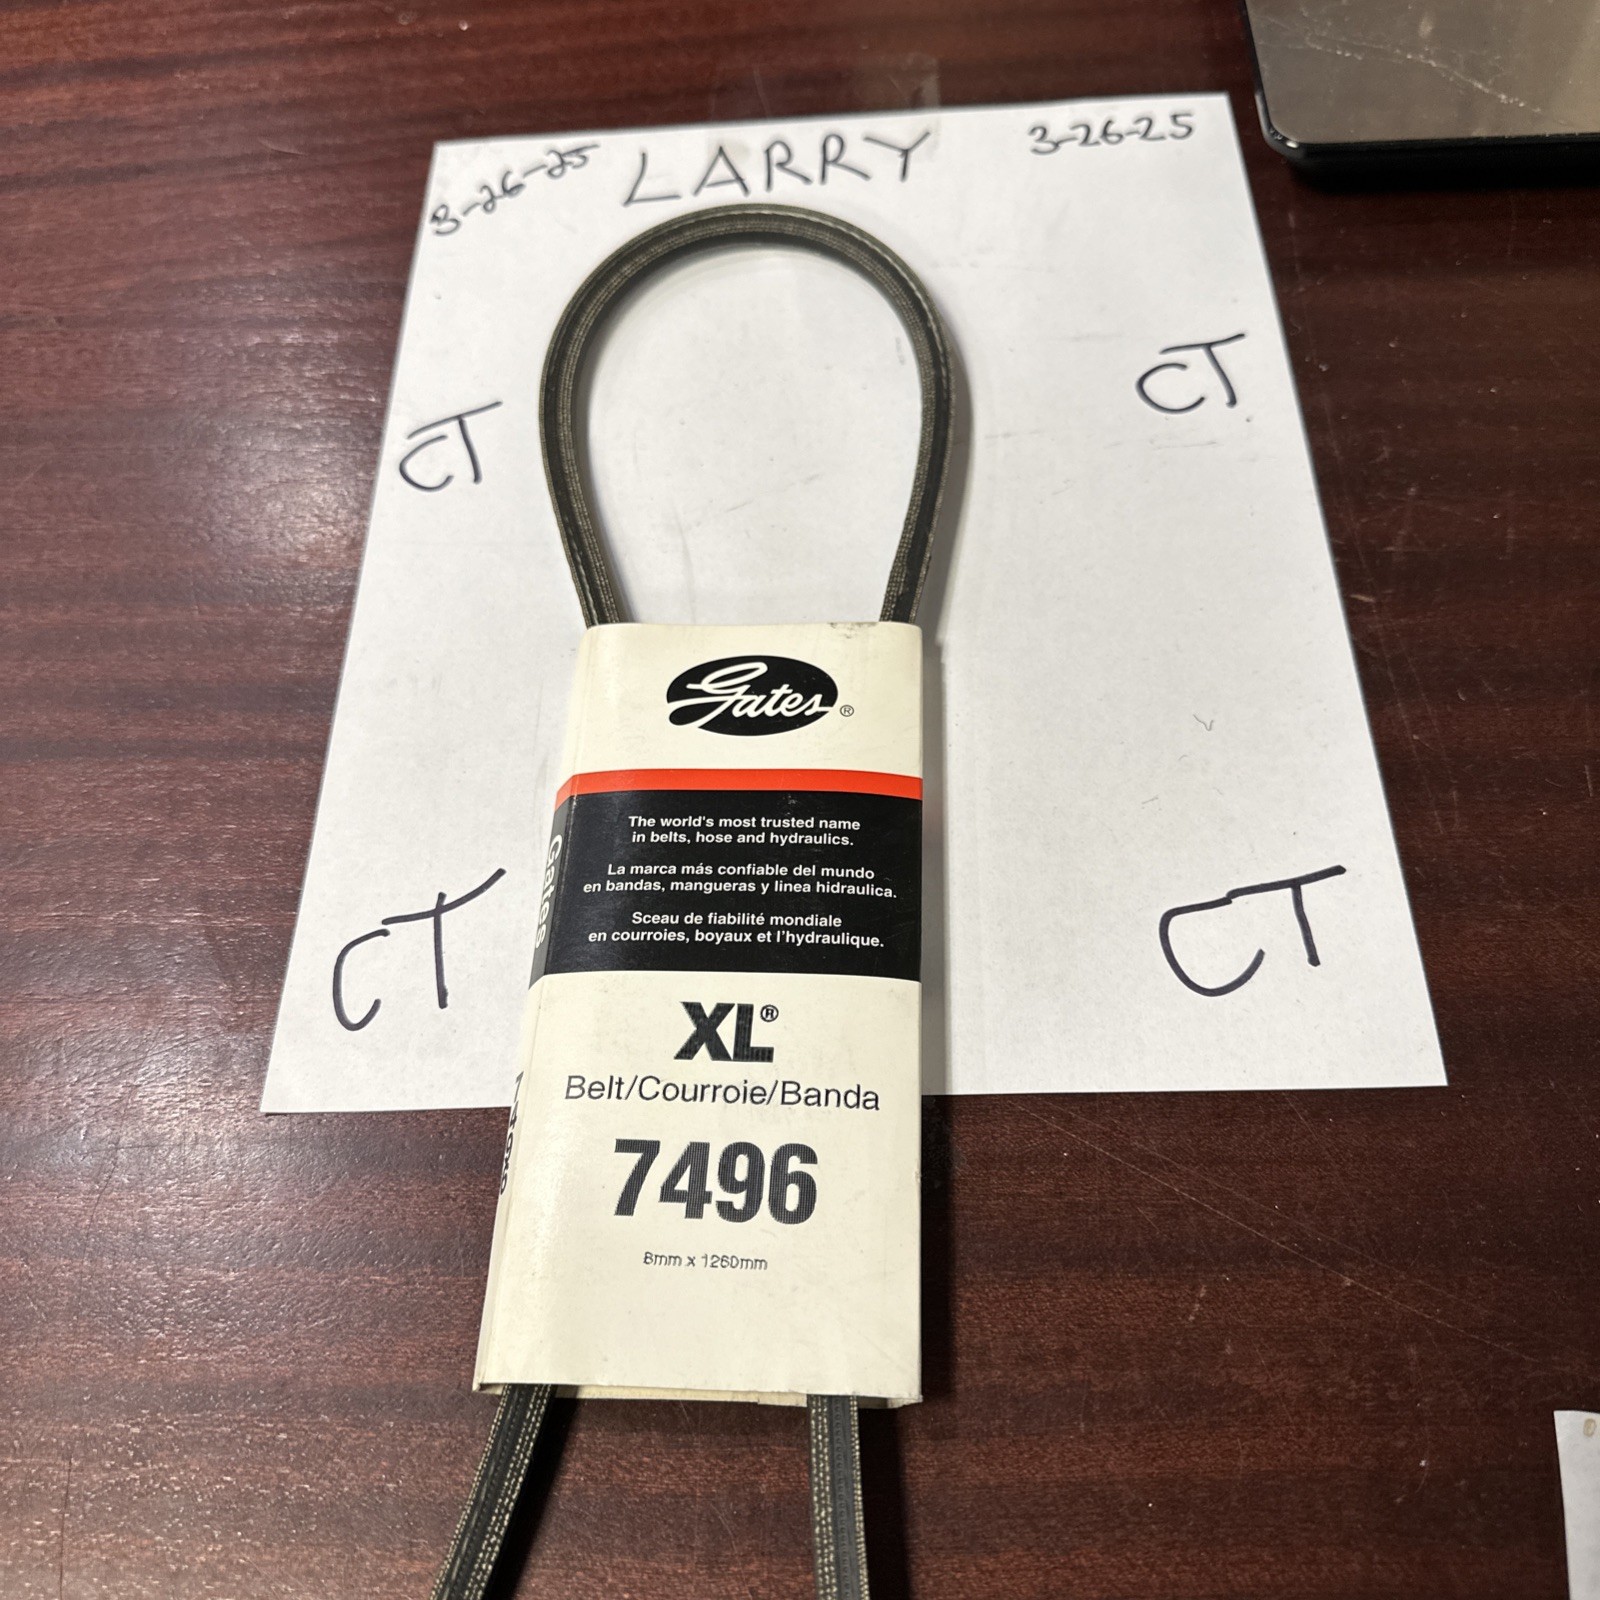 3-26-25 LARRY 3-26-25
CT CT
Gates®
The world's most trusted name
in belts, hose and hydraulics.
La marca más confiable del mundo
en bandas, mangueras y linea hidraulica.
Sceau de fiabilité mondiale
en courroies, boyaux et l'hydraulique.
Gates
CT CT
XL®
Belt/Courroie/Banda
7496
8mm x 1260mm